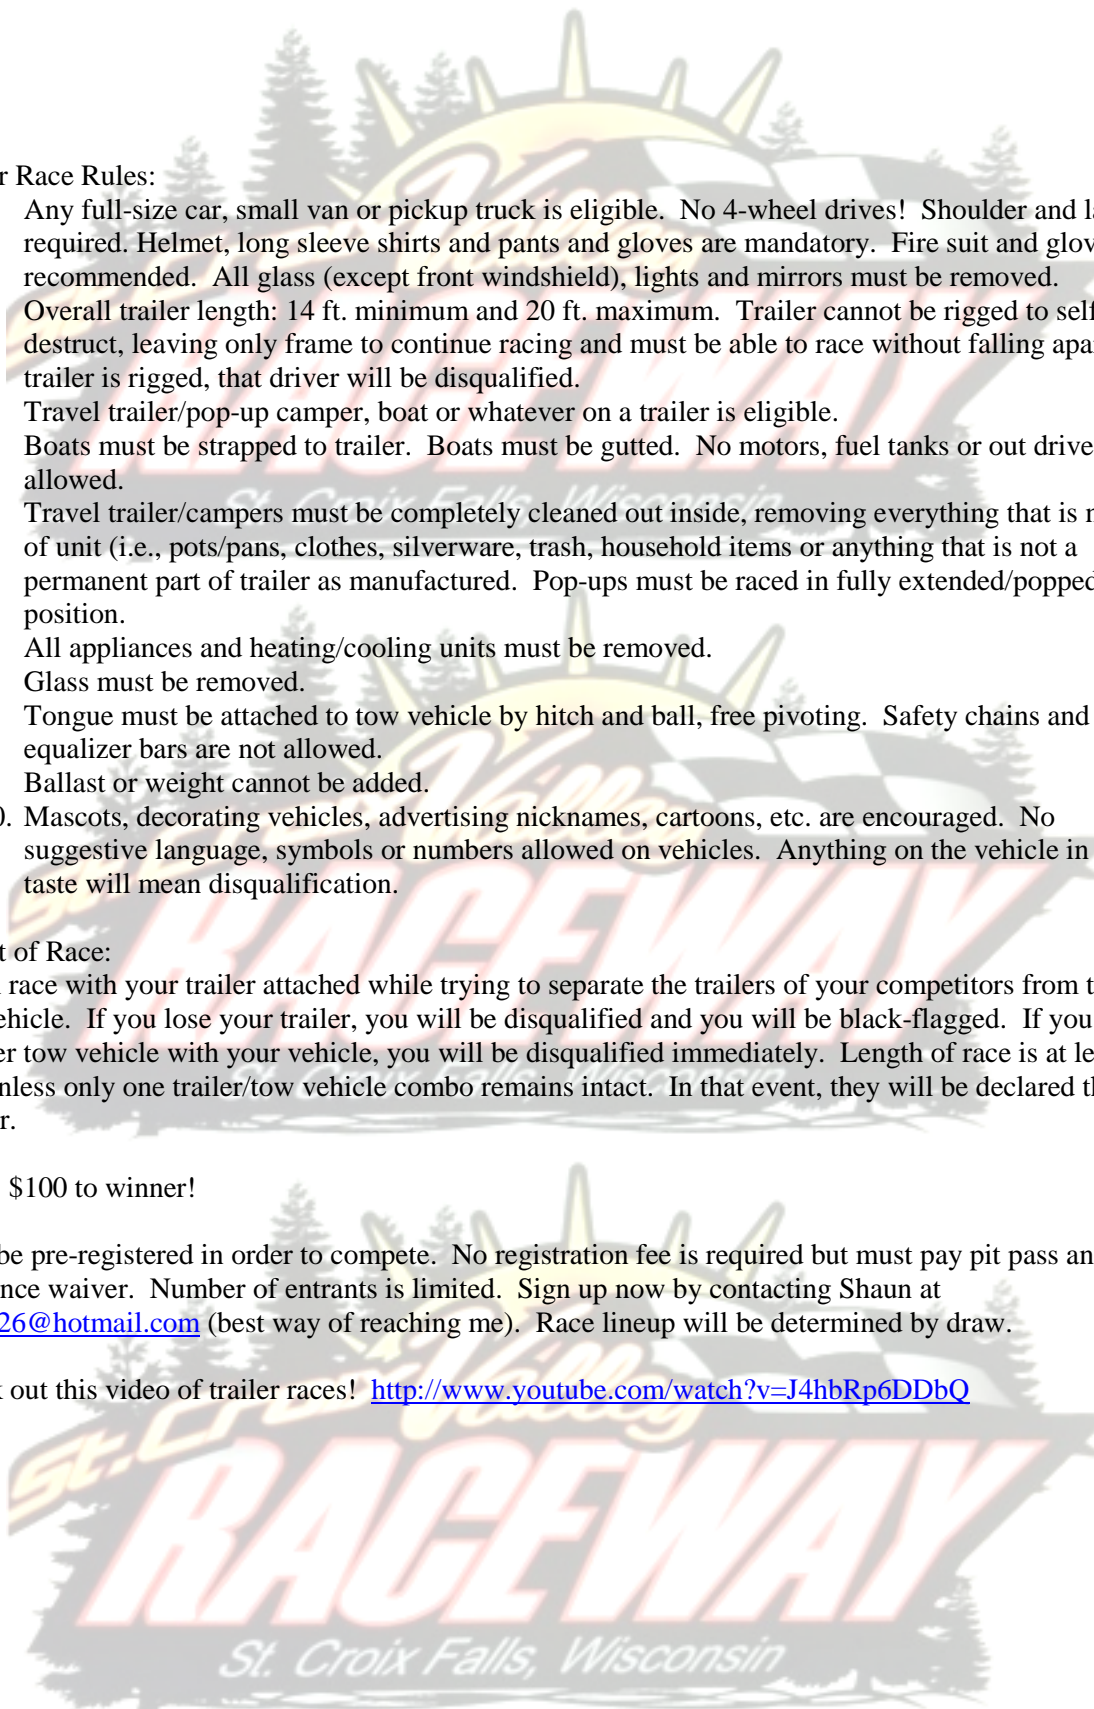 r Race Rules:
Any full-size car, small van or pickup truck is eligible.  No 4-wheel drives!  Shoulder and la
required. Helmet, long sleeve shirts and pants and gloves are mandatory.  Fire suit and glov
recommended.  All glass (except front windshield), lights and mirrors must be removed.
Overall trailer length: 14 ft. minimum and 20 ft. maximum.  Trailer cannot be rigged to self
destruct, leaving only frame to continue racing and must be able to race without falling apa
trailer is rigged, that driver will be disqualified.
Travel trailer/pop-up camper, boat or whatever on a trailer is eligible.
Boats must be strapped to trailer.  Boats must be gutted.  No motors, fuel tanks or out drive
allowed.
Travel trailer/campers must be completely cleaned out inside, removing everything that is n
of unit (i.e., pots/pans, clothes, silverware, trash, household items or anything that is not a
permanent part of trailer as manufactured.  Pop-ups must be raced in fully extended/popped
position.
All appliances and heating/cooling units must be removed.
Glass must be removed.
Tongue must be attached to tow vehicle by hitch and ball, free pivoting.  Safety chains and
equalizer bars are not allowed.
Ballast or weight cannot be added.
0. Mascots, decorating vehicles, advertising nicknames, cartoons, etc. are encouraged.  No
suggestive language, symbols or numbers allowed on vehicles.  Anything on the vehicle in
taste will mean disqualification.
t of Race:
race with your trailer attached while trying to separate the trailers of your competitors from t
ehicle.  If you lose your trailer, you will be disqualified and you will be black-flagged.  If you
er tow vehicle with your vehicle, you will be disqualified immediately.  Length of race is at le
nless only one trailer/tow vehicle combo remains intact.  In that event, they will be declared th
r.
$100 to winner!
be pre-registered in order to compete.  No registration fee is required but must pay pit pass an
nce waiver.  Number of entrants is limited.  Sign up now by contacting Shaun at
26@hotmail.com (best way of reaching me).  Race lineup will be determined by draw.
k out this video of trailer races!  http://www.youtube.com/watch?v=J4hbRp6DDbQ
St. Croix
Valley
RACEWAY
St. Croix Falls, Wisconsin
St. Croix
Valley
RACEWAY
St. Croix Falls, Wisconsin
St. Croix
Valley
RACEWAY
St. Croix Falls, Wisconsin